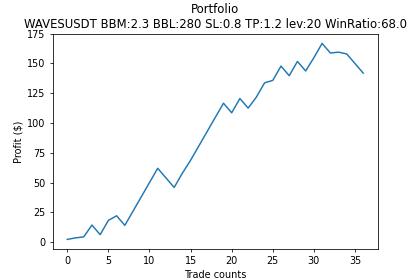 Portfolio
WAVESUSDT BBM:2.3 BBL:280 SL:0.8 TP:1.2 lev:20 WinRatio:68.0
175
150
125
100
75
50
25
0
Profit ($)
0 5 10 15 20 25 30 35
Trade counts